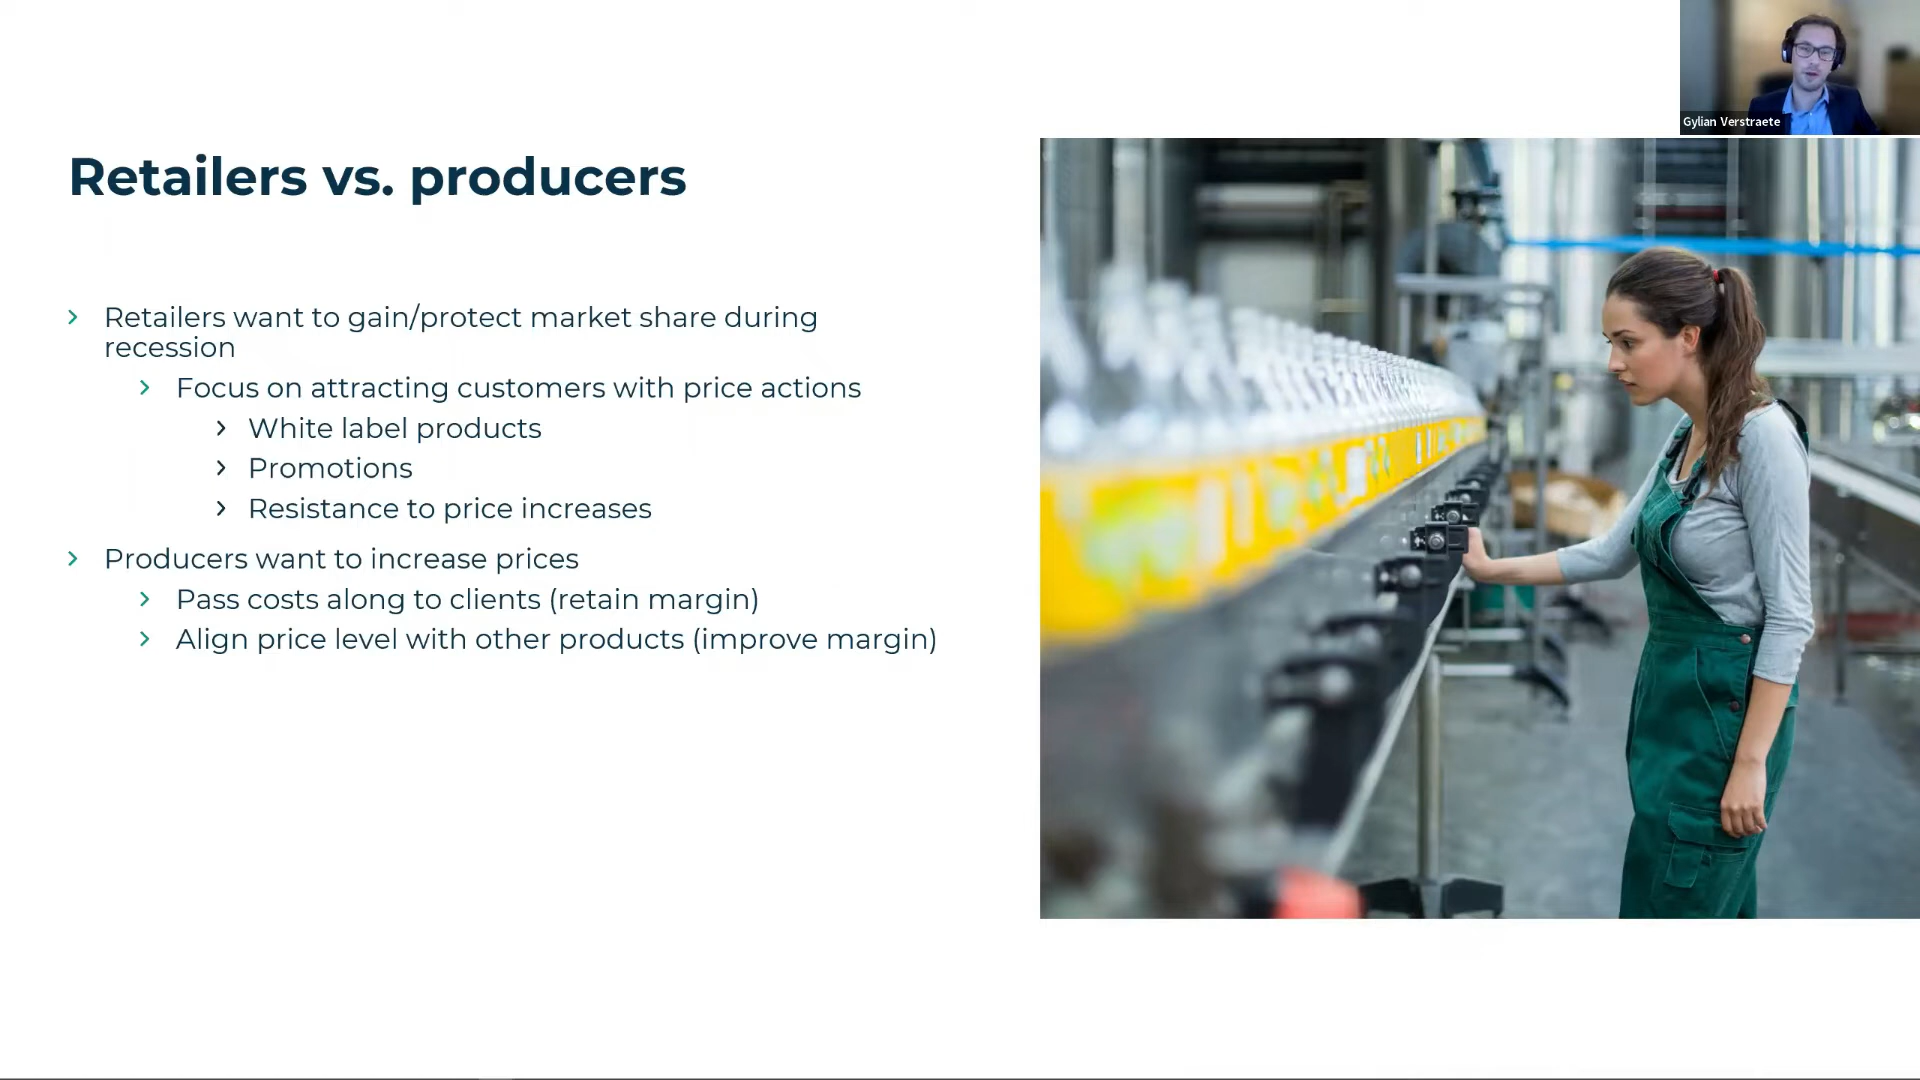 Gylian Verstraete
Retailers vs. producers
Retailers want to gain/protect market share during
recession
Focus on attracting customers with price actions
White label products
Promotions
Resistance to price increases
Producers want to increase prices
Pass costs along to clients (retain margin)
Align price level with other products (improve margin)